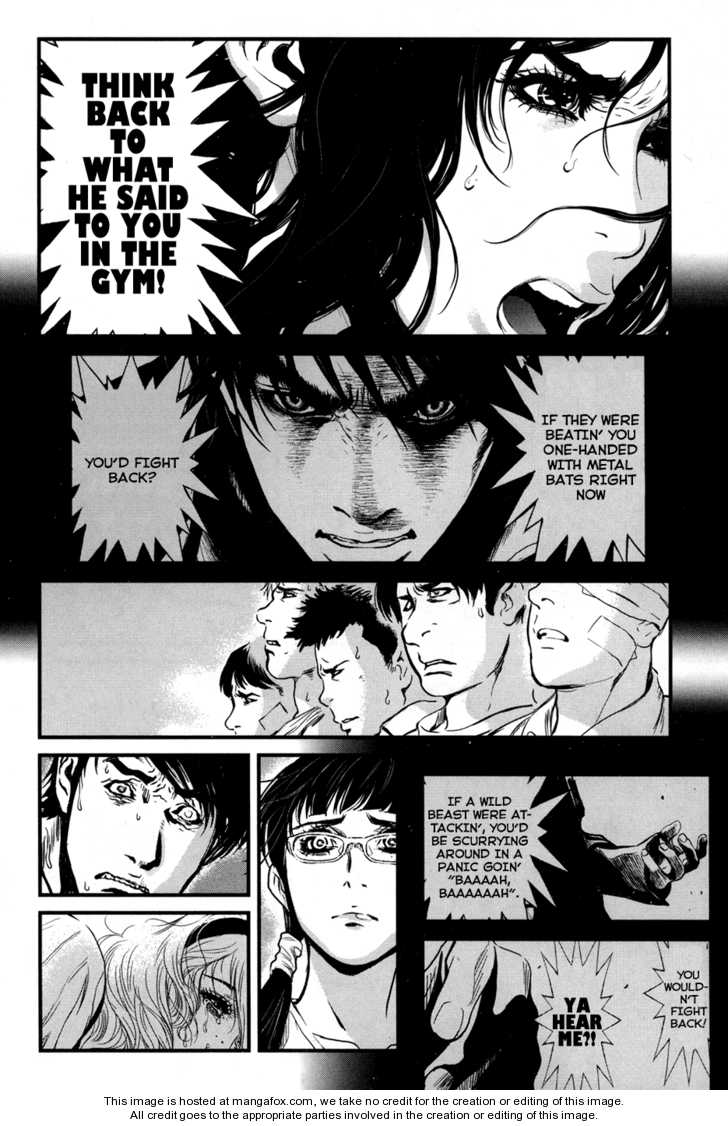 THINK
BACK
TO
WHAT
HE SAID
TO YOU
IN THE
GYM!
IF THEY WERE
BEATIN' YOU
ONE-HANDED
WITH METAL
BATS RIGHT
NOW
YOU'D FIGHT
BACK?
IF A WILD
BEAST WERE AT-
TACKIN', YOU'D
BE SCURRYING
AROUND IN A
PANIC GOIN'
"BAAAAH,
BAAAAAAH".
YOU
WOULD-
N'T
FIGHT
BACK!
YA
HEAR
ME?!
This image is hosted at mangafox.com, we take no credit for the creation or editing of this image.
All credit goes to the appropriate parties involved in the creation or editing of this image.